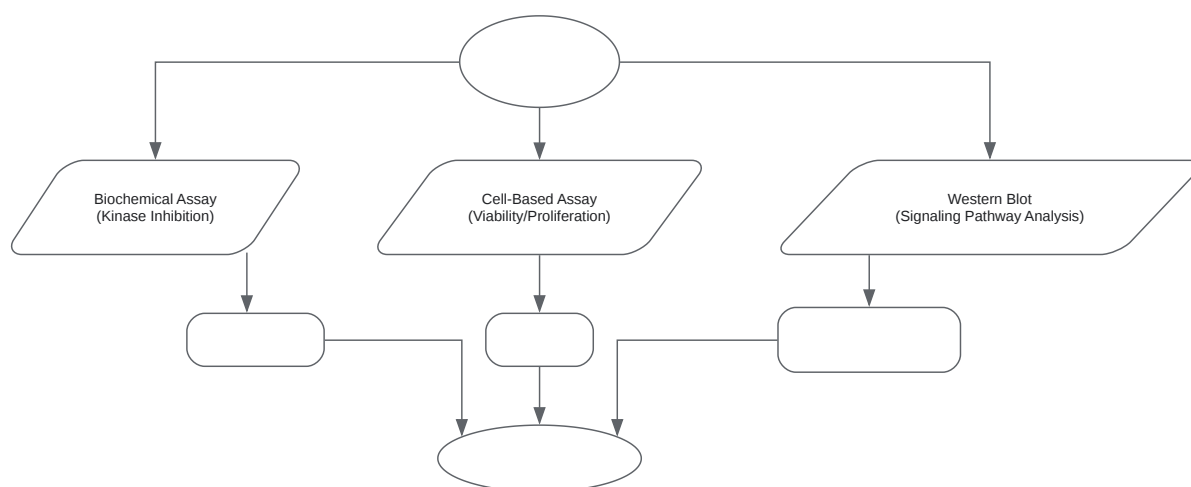 Biochemical Assay
(Kinase Inhibition)
Cell-Based Assay
(Viability/Proliferation)
Western Blot
(Signaling Pathway Analysis)